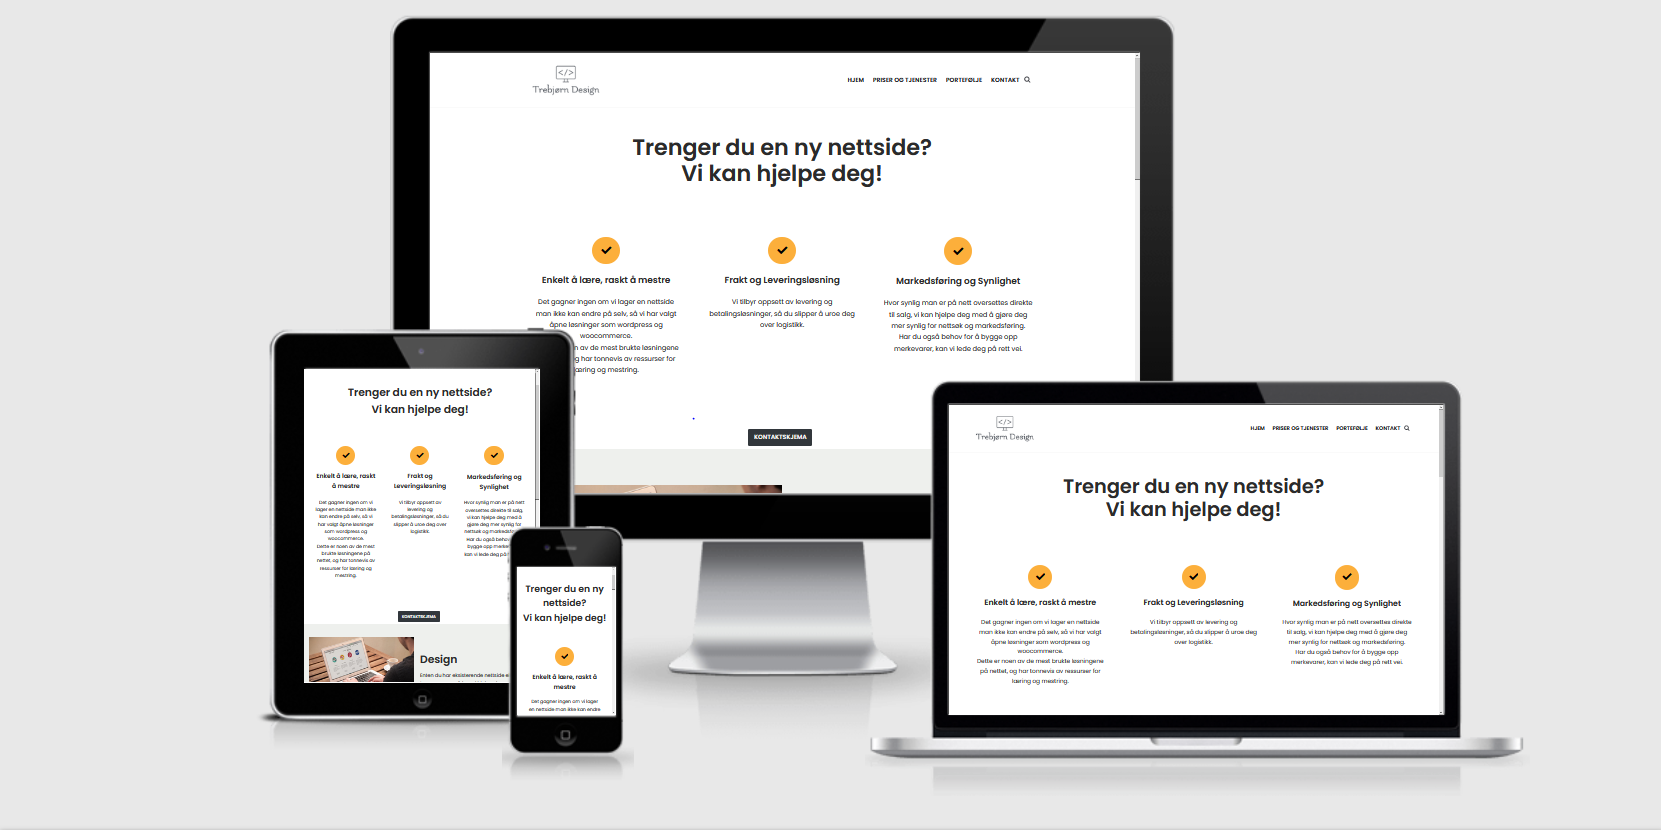 </>
Trebjørn Design
HJEM PRISER OG TJENESTER PORTEFØLJE KONTAKT
Trenger du en ny nettside?
Vi kan hjelpe deg!
Enkelt å lære, raskt å mestre
Det gagner ingen om vi lager en nettside
man ikke kan endre på selv, så vi har valgt
åpne løsninger som wordpress og
woocommerce.
n av de mest brukte løsningene
g har tonnevis av ressurser for
æring og mestring.
Frakt og Leveringsløsning
Vi tilbyr oppsett av levering og
betalingsløsninger, så du slipper å uroe deg
over logistikk.
Markedsføring og Synlighet
Hvor synlig man er på nett oversettes direkte
til salg, vi kan hjelpe deg med å gjøre deg
mer synlig for nettsøk og markedsføring.
Har du også behov for å bygge opp
merkevarer, kan vi lede deg på rett vei.
KONTAKTSKJEMA
Trenger du en ny nettside?
Vi kan hjelpe deg!
Enkelt å lære, raskt
å mestre
Det gagner ingen om vi
lager en nettside man ikke
kan endre på selv, så vi
har valgt åpne løsninger
som wordpress og
woocommerce.
Dette er noen av de mest
brukte løsningene på
nettet, og har tonnevis av
ressurser for læring og
mestring.
Frakt og
Leveringsløsning
Vi tilbyr oppsett av
levering og
betalingsløsninger, så du
slipper å uroe deg over
logistikk.
Markedsføring og
Synlighet
Hvor synlig man er på nett
oversettes direkte til salg,
vi kan hjelpe deg med å
gjøre deg mer synlig for
nettsøk og markedsfø
Har du også behov
bygge opp merke
kan vi lede deg på
KONTAKTSKJEMA
Design
Enten du har eksisterende nettside e
Trenger du en ny
nettside?
Vi kan hjelpe deg!
Enkelt å lære, raskt å
mestre
Det gagner ingen om vi lager
en nettside man ikke kan endre
</>
Trebjørn Design
HJEM PRISER OG TJENESTER PORTEFØLJE KONTAKT
Trenger du en ny nettside?
Vi kan hjelpe deg!
Enkelt å lære, raskt å mestre
Det gagner ingen om vi lager en nettside
man ikke kan endre på selv, så vi har valgt
åpne løsninger som wordpress og
woocommerce.
Dette er noen av de mest brukte løsningene
på nettet, og har tonnevis av ressurser for
læring og mestring.
Frakt og Leveringsløsning
Vi tilbyr oppsett av levering og
betalingsløsninger, så du slipper å uroe deg
over logistikk.
Markedsføring og Synlighet
Hvor synlig man er på nett oversettes direkte
til salg, vi kan hjelpe deg med å gjøre deg
mer synlig for nettsøk og markedsføring.
Har du også behov for å bygge opp
merkevarer, kan vi lede deg på rett vei.